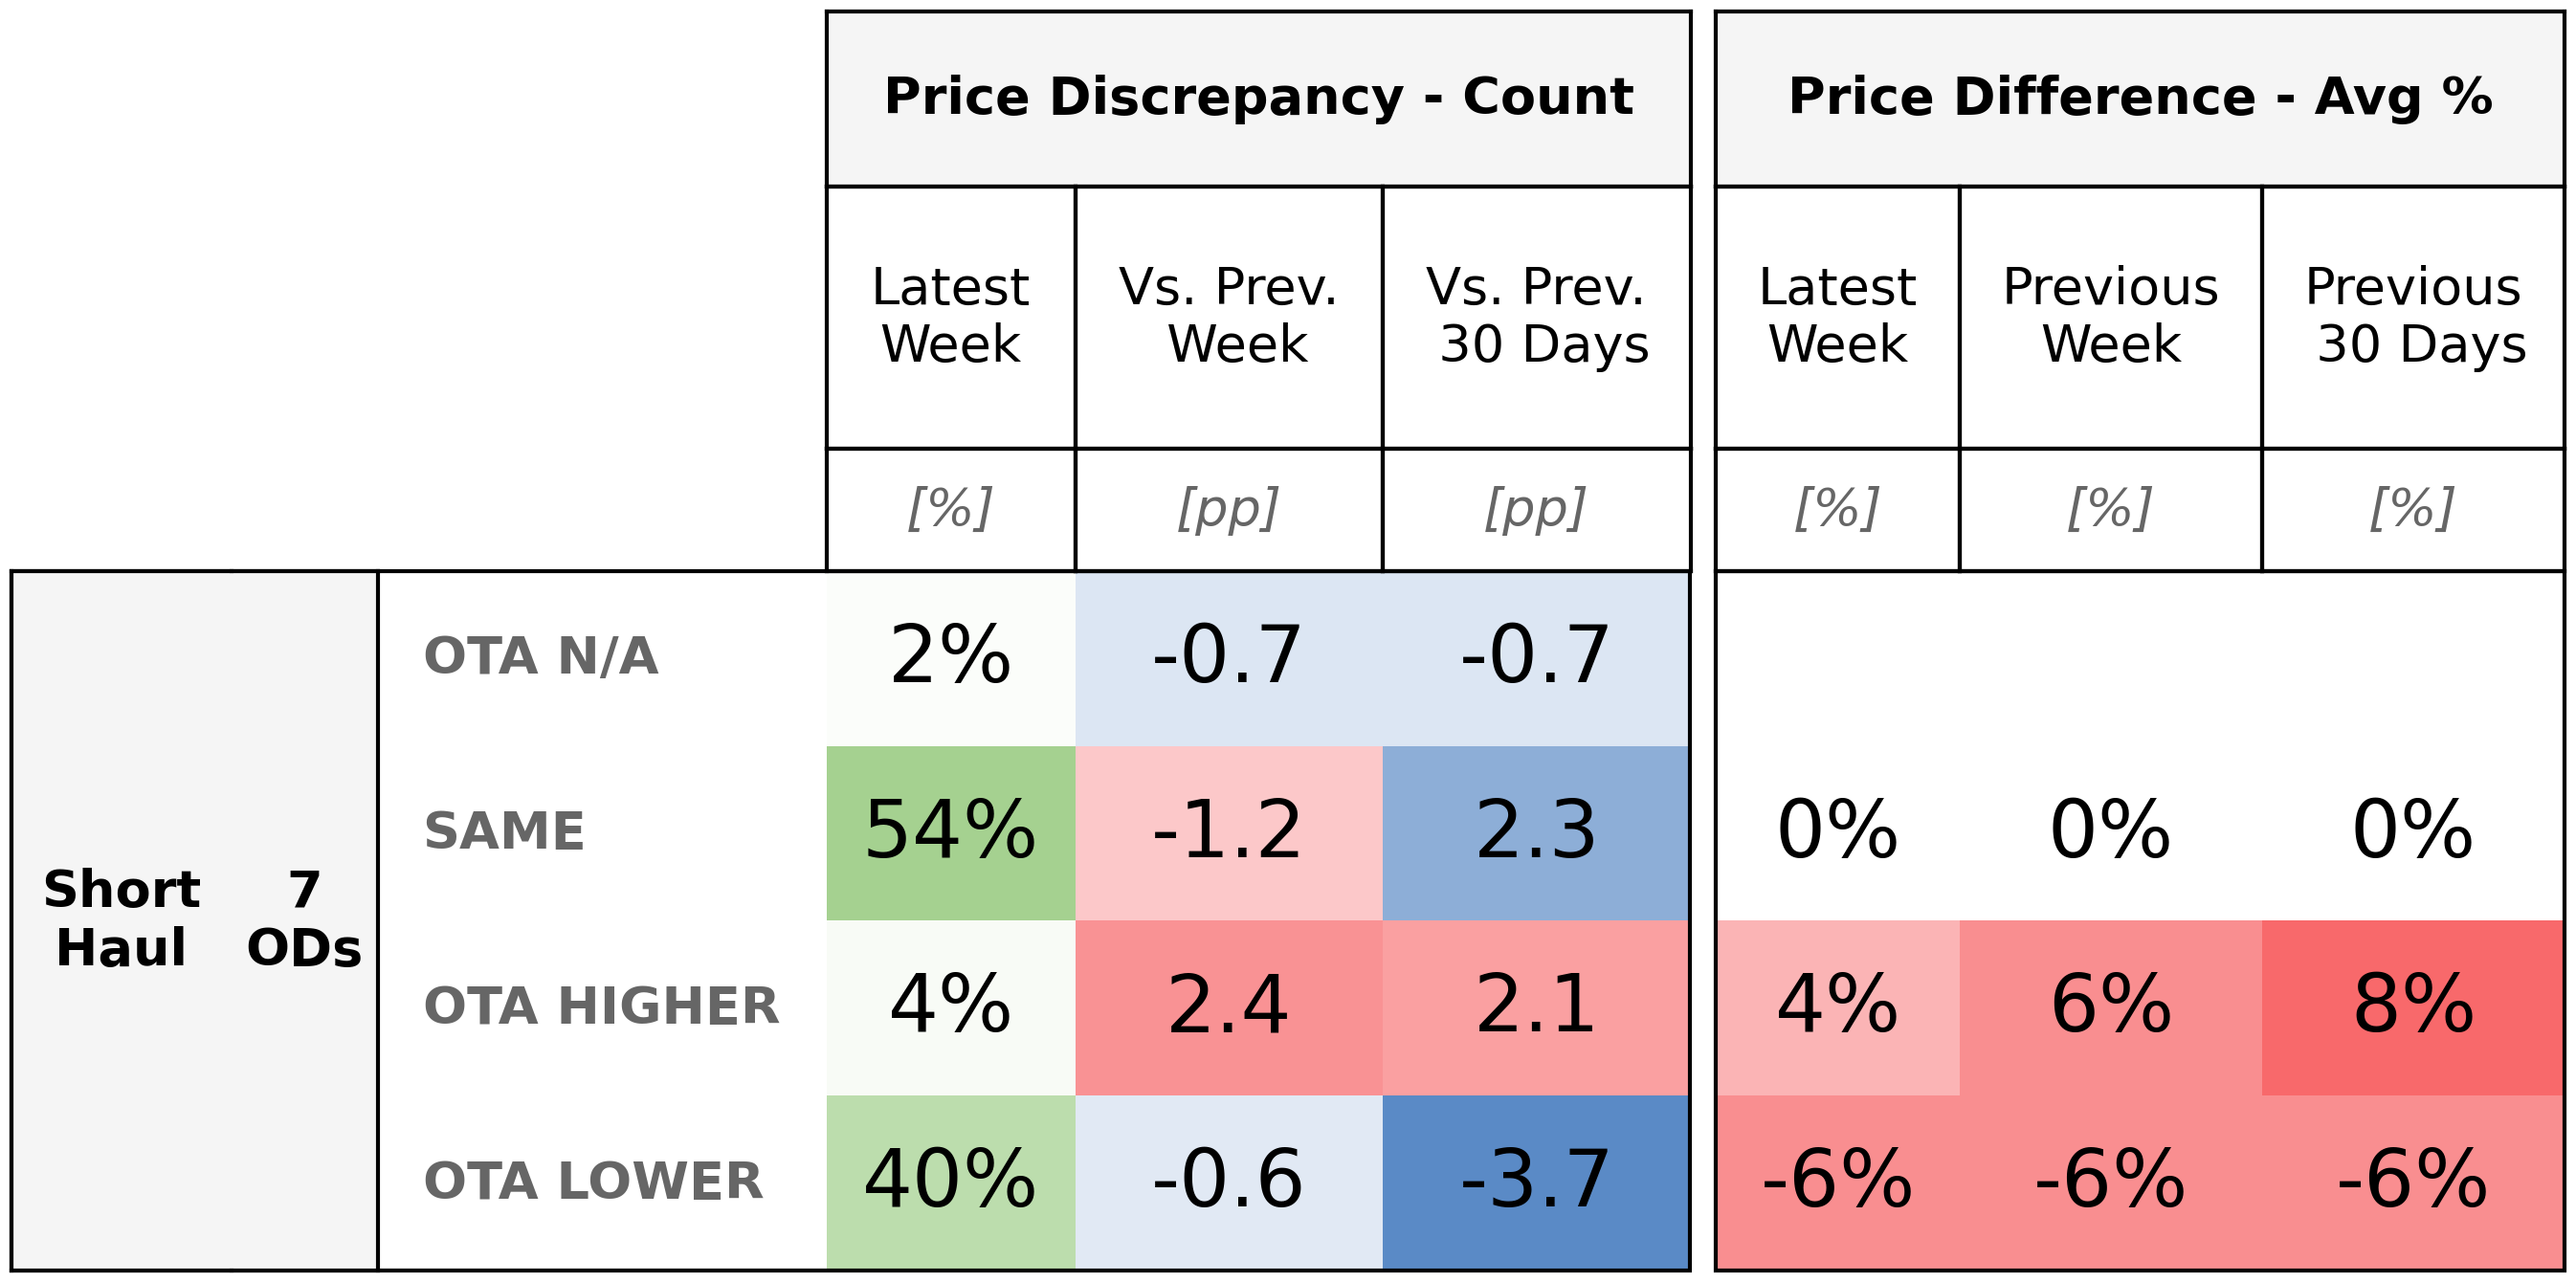 Price Discrepancy - Count Price Difference - Avg %
Latest Week Vs. Prev. Week Vs. Prev. 30 Days Latest Week Previous Week Previous 30 Days
[%] [pp] [pp] [%] [%] [%]
Short Haul 7 ODs
OTA N/A 2% -0.7 -0.7
SAME 54% -1.2 2.3 0% 0% 0%
OTA HIGHER 4% 2.4 2.1 4% 6% 8%
OTA LOWER 40% -0.6 -3.7 -6% -6% -6%